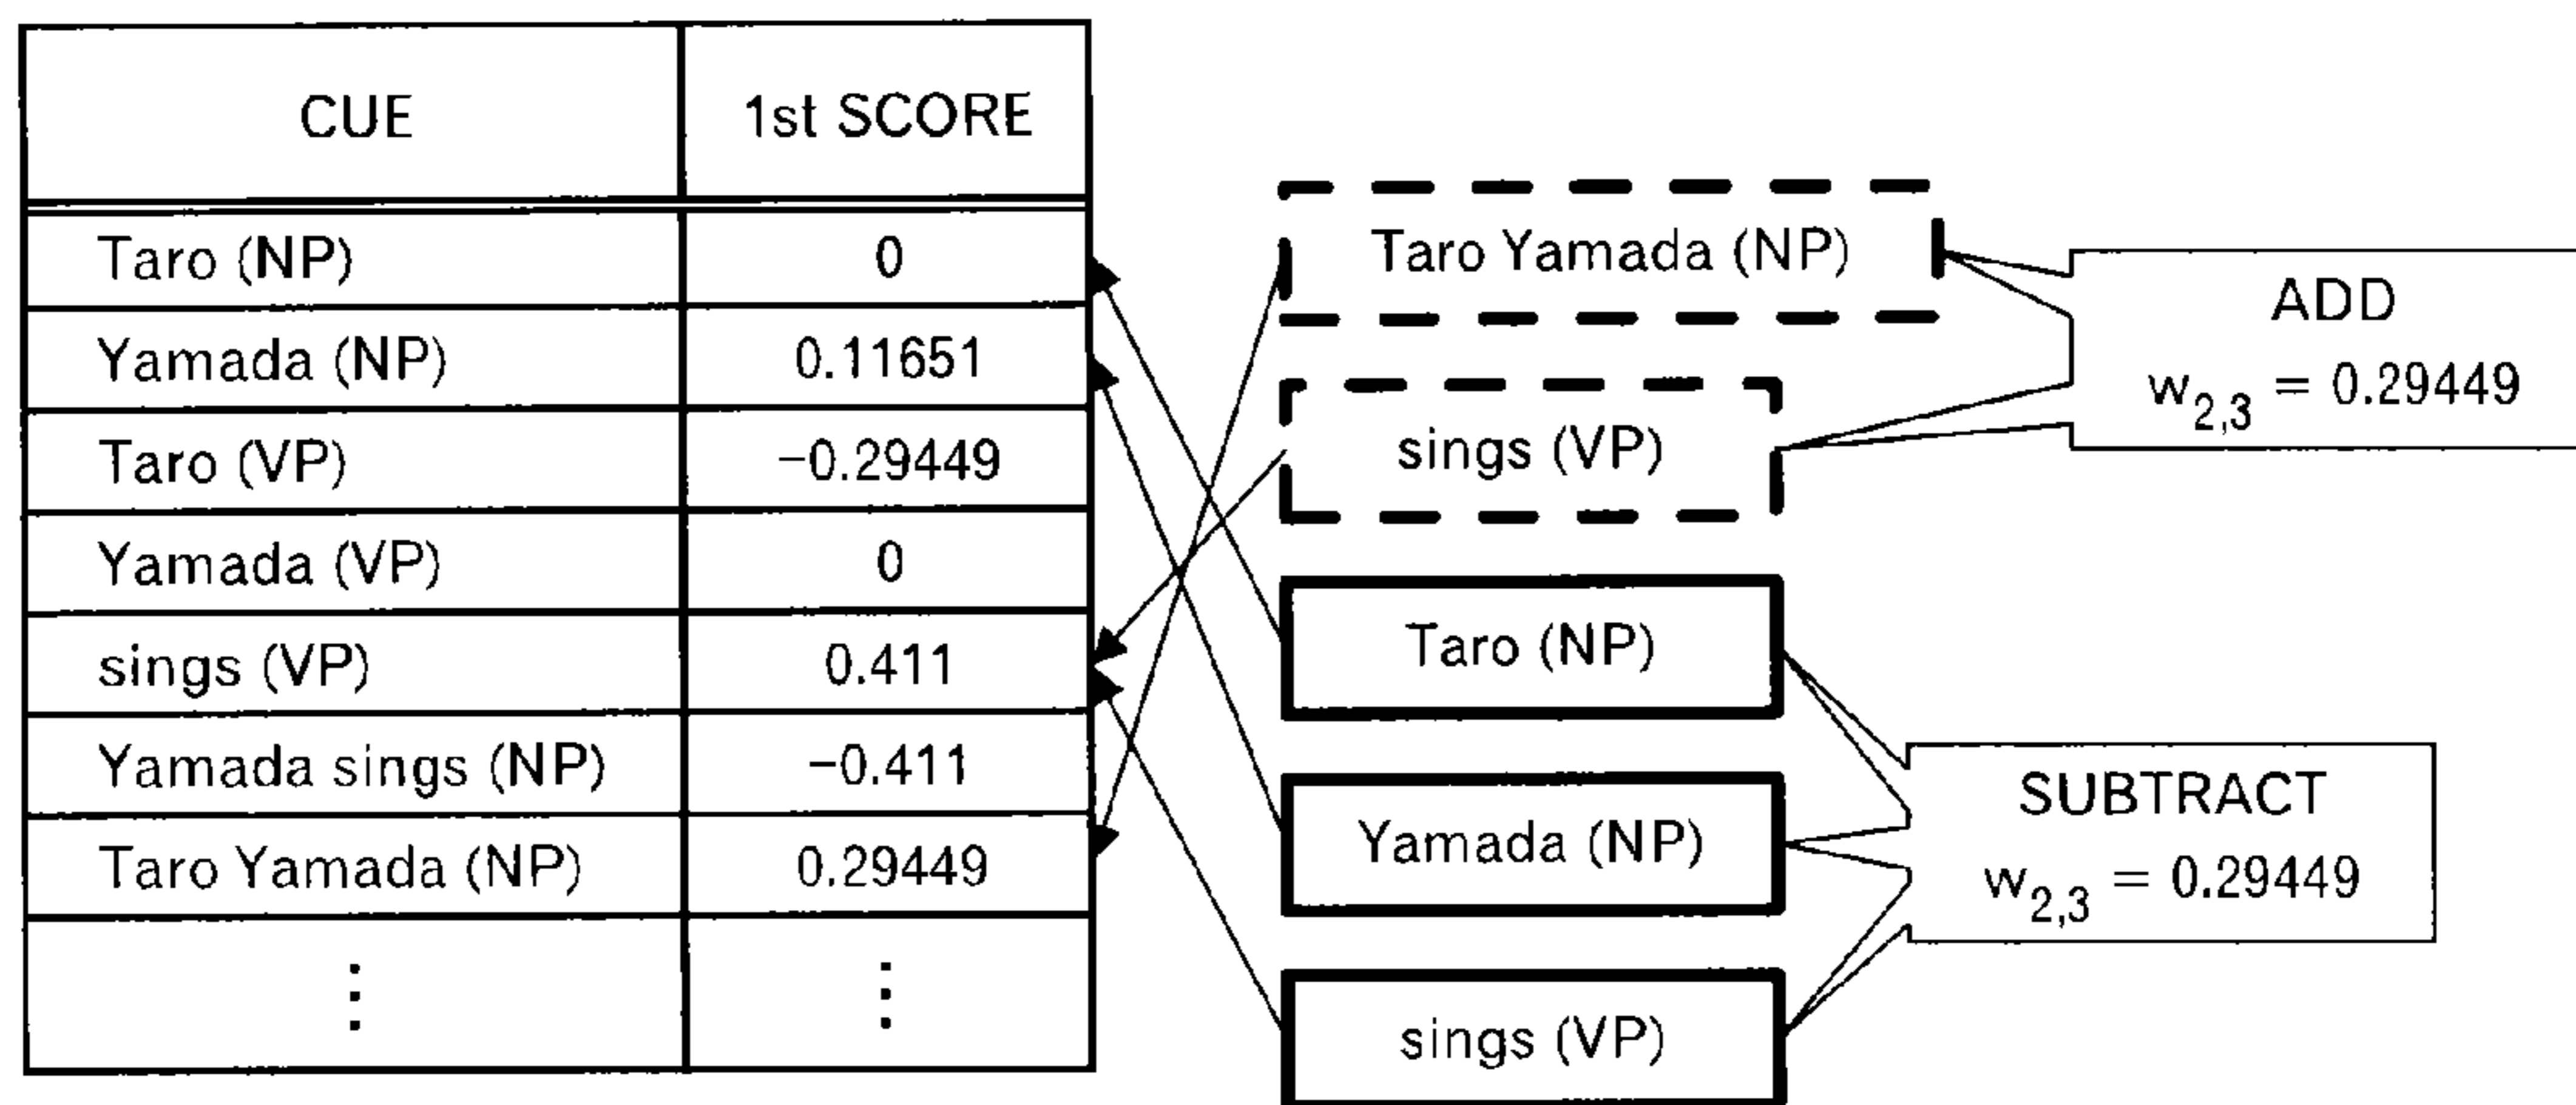 CUE 1st SCORE
Taro (NP) 0
Yamada (NP) 0.11651
Taro (VP) −0.29449
Yamada (VP) 0
sings (VP) 0.411
Yamada sings (NP) −0.411
Taro Yamada (NP) 0.29449
⋮ ⋮
Taro Yamada (NP)
sings (VP)
Taro (NP)
Yamada (NP)
sings (VP)
ADD
w2,3 = 0.29449
SUBTRACT
w2,3 = 0.29449